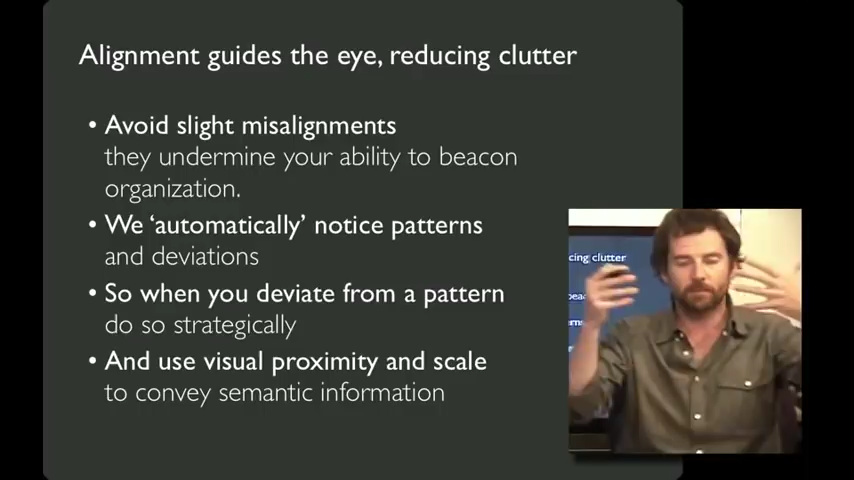 Alignment guides the eye, reducing clutter
• Avoid slight misalignments
they undermine your ability to beacon
organization.
• We ‘automatically’ notice patterns
and deviations
• So when you deviate from a pattern
do so strategically
• And use visual proximity and scale
to convey semantic information
cing clutter